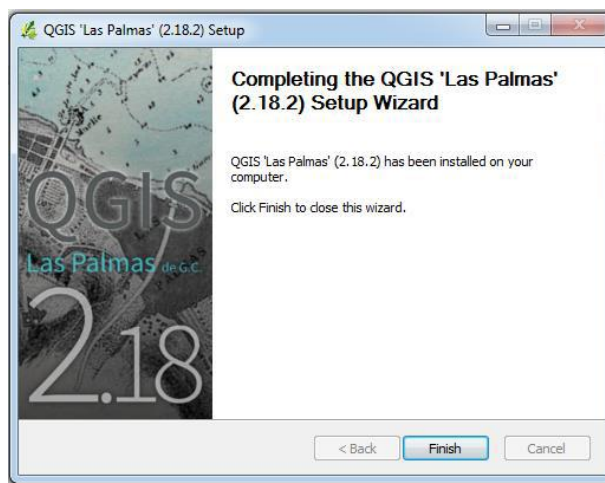 QGIS 'Las Palmas' (2.18.2) Setup
Completing the QGIS 'Las Palmas'
(2.18.2) Setup Wizard
QGIS 'Las Palmas' (2.18.2) has been installed on your
computer.
Click Finish to close this wizard.
QGIS
Las Palmas de G.C.
2.18
< Back
Finish
Cancel